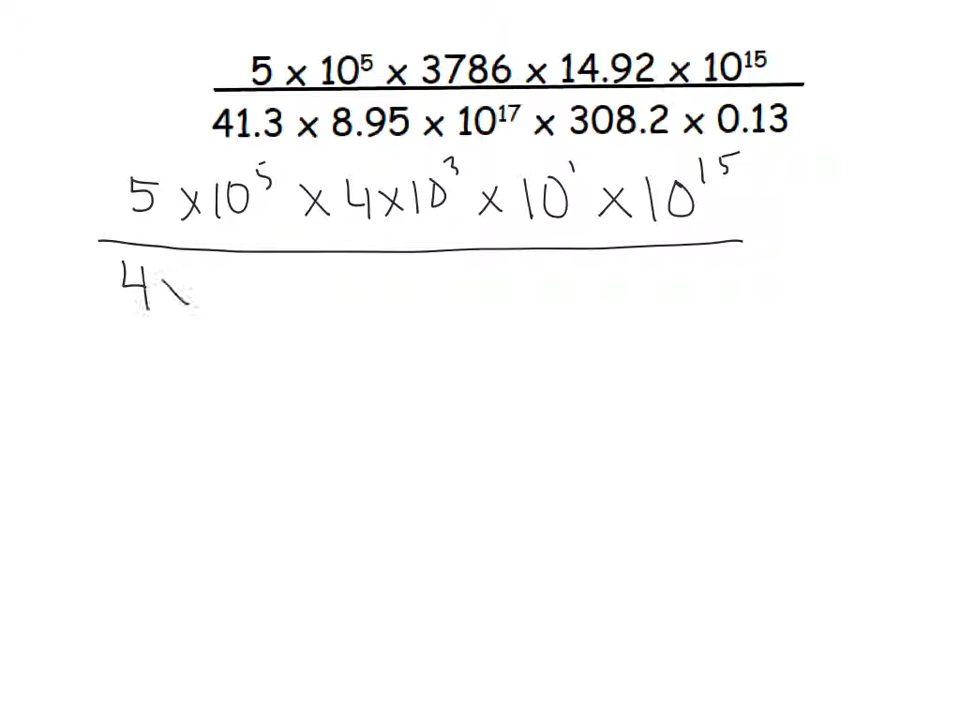 5 x 10⁵ x 3786 x 14.92 x 10¹⁵
41.3 x 8.95 x 10¹⁷ x 308.2 x 0.13
5 x 10⁵ x 4 x 10³ x 10¹ x 10¹⁵
4 \